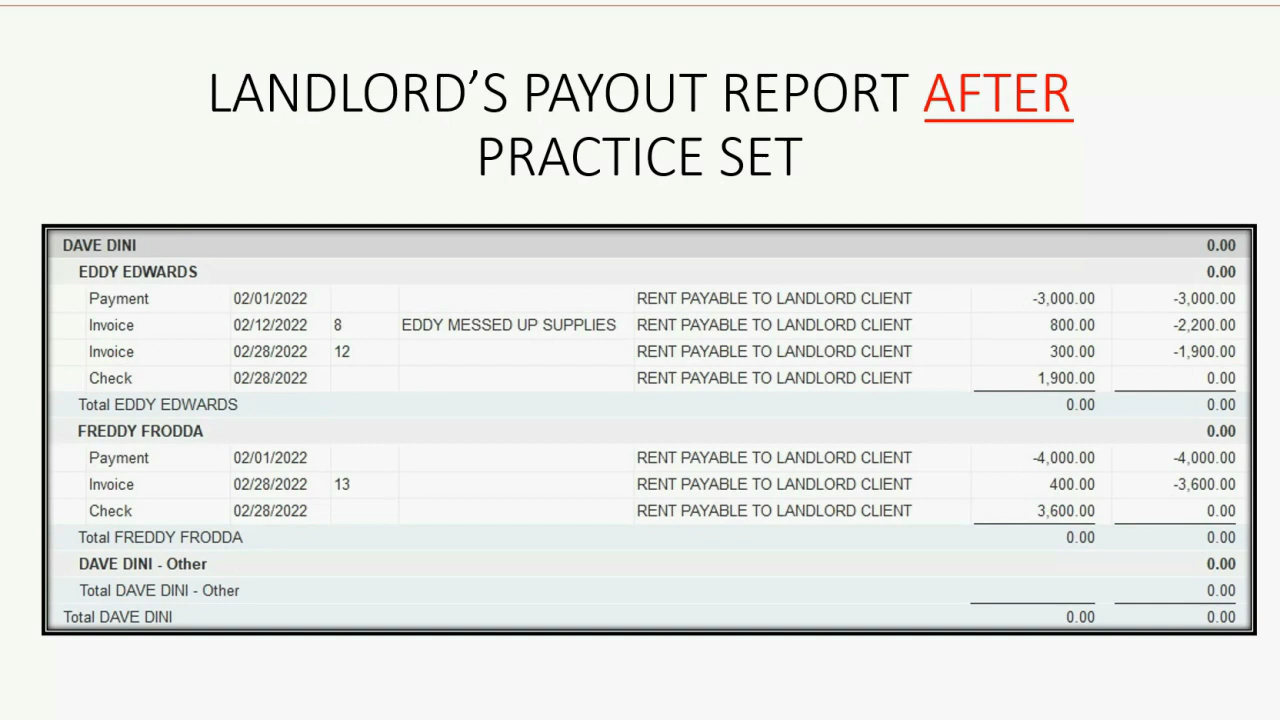 LANDLORD’S PAYOUT REPORT AFTER
PRACTICE SET
DAVE DINI 0.00
EDDY EDWARDS 0.00
Payment 02/01/2022 RENT PAYABLE TO LANDLORD CLIENT -3,000.00 -3,000.00
Invoice 02/12/2022 8 EDDY MESSED UP SUPPLIES RENT PAYABLE TO LANDLORD CLIENT 800.00 -2,200.00
Invoice 02/28/2022 12 RENT PAYABLE TO LANDLORD CLIENT 300.00 -1,900.00
Check 02/28/2022 RENT PAYABLE TO LANDLORD CLIENT 1,900.00 0.00
Total EDDY EDWARDS 0.00 0.00
FREDDY FRODDA 0.00
Payment 02/01/2022 RENT PAYABLE TO LANDLORD CLIENT -4,000.00 -4,000.00
Invoice 02/28/2022 13 RENT PAYABLE TO LANDLORD CLIENT 400.00 -3,600.00
Check 02/28/2022 RENT PAYABLE TO LANDLORD CLIENT 3,600.00 0.00
Total FREDDY FRODDA 0.00 0.00
DAVE DINI - Other 0.00
Total DAVE DINI - Other 0.00
Total DAVE DINI 0.00 0.00